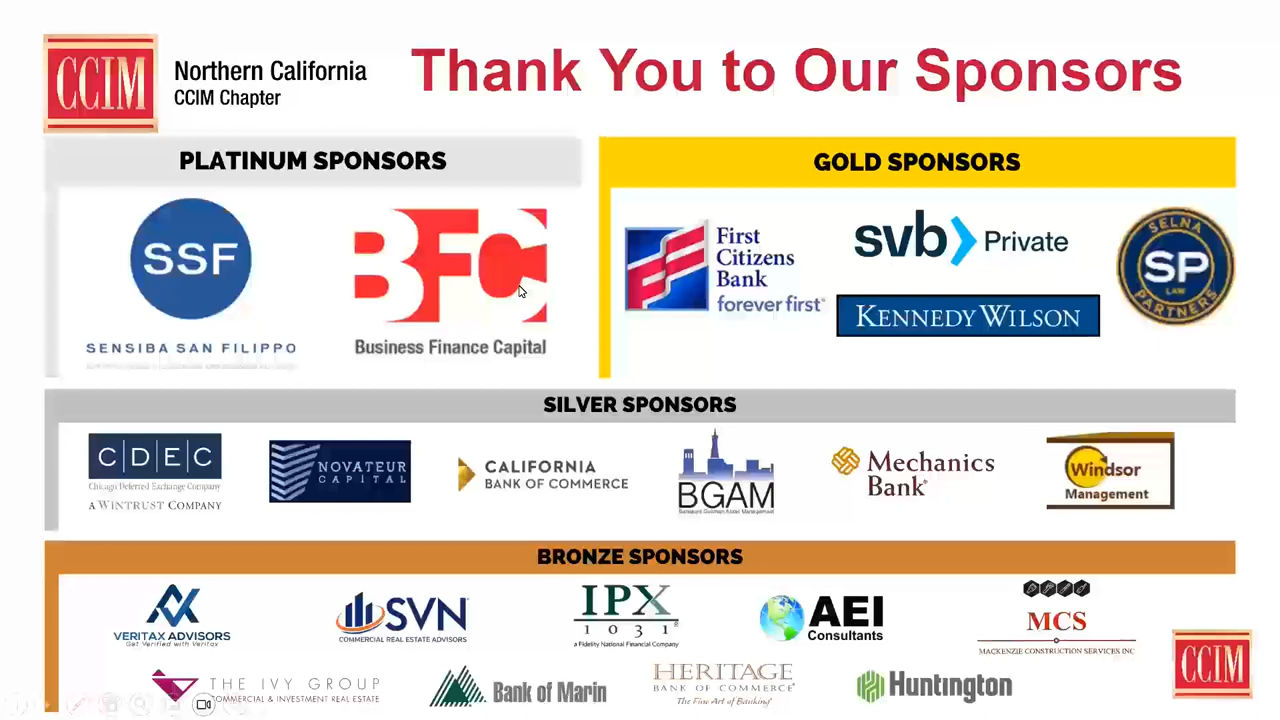 CCIM
Northern California
CCIM Chapter
Thank You to Our Sponsors
PLATINUM SPONSORS
SSF
SENSIBA SAN FILIPPO
BFC
Business Finance Capital
GOLD SPONSORS
First
Citizens
Bank
forever first®
svb Private
KENNEDY WILSON
SELNA
SP
LAW
PARTNERS
SILVER SPONSORS
C|D|E|C
Chicago Deferred Exchange Company
A WINTRUST COMPANY
NOVATEUR
CAPITAL
CALIFORNIA
BANK OF COMMERCE
BGAM
Mechanics
Bank®
Windsor
Management
BRONZE SPONSORS
VERITAX ADVISORS
Get Verified with Veritax
SVN
COMMERCIAL REAL ESTATE ADVISORS
IPX
1031®
a Fidelity National Financial Company
AEI
Consultants
MCS
MACKENZIE CONSTRUCTION SERVICES INC
THE IVY GROUP
COMMERCIAL & INVESTMENT REAL ESTATE
Bank of Marin
HERITAGE
BANK OF COMMERCE®
The Fine Art of Banking
Huntington
CCIM